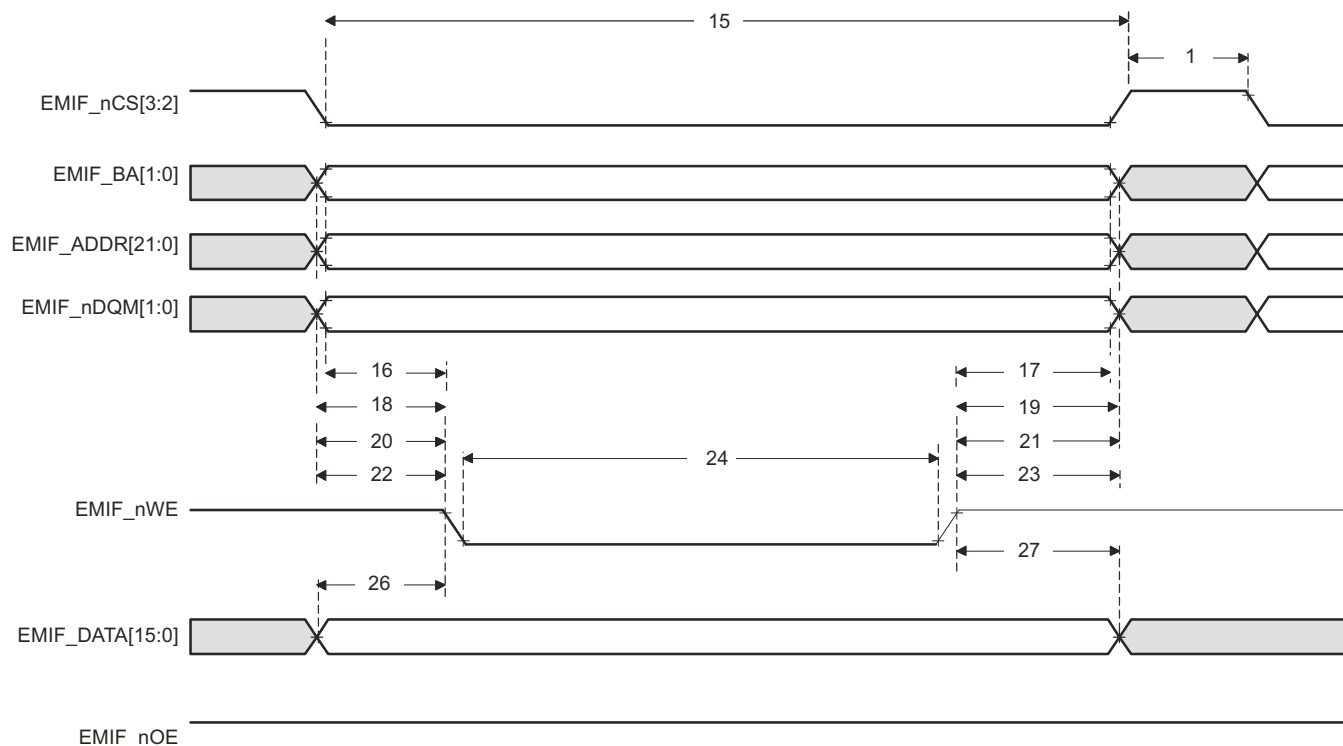 15
1
EMIF_nCS[3:2]
EMIF_BA[1:0]
EMIF_ADDR[21:0]
EMIF_nDQM[1:0]
16
17
18
19
20
21
24
22
23
EMIF_nWE
27
26
EMIF_DATA[15:0]
EMIF_nOE